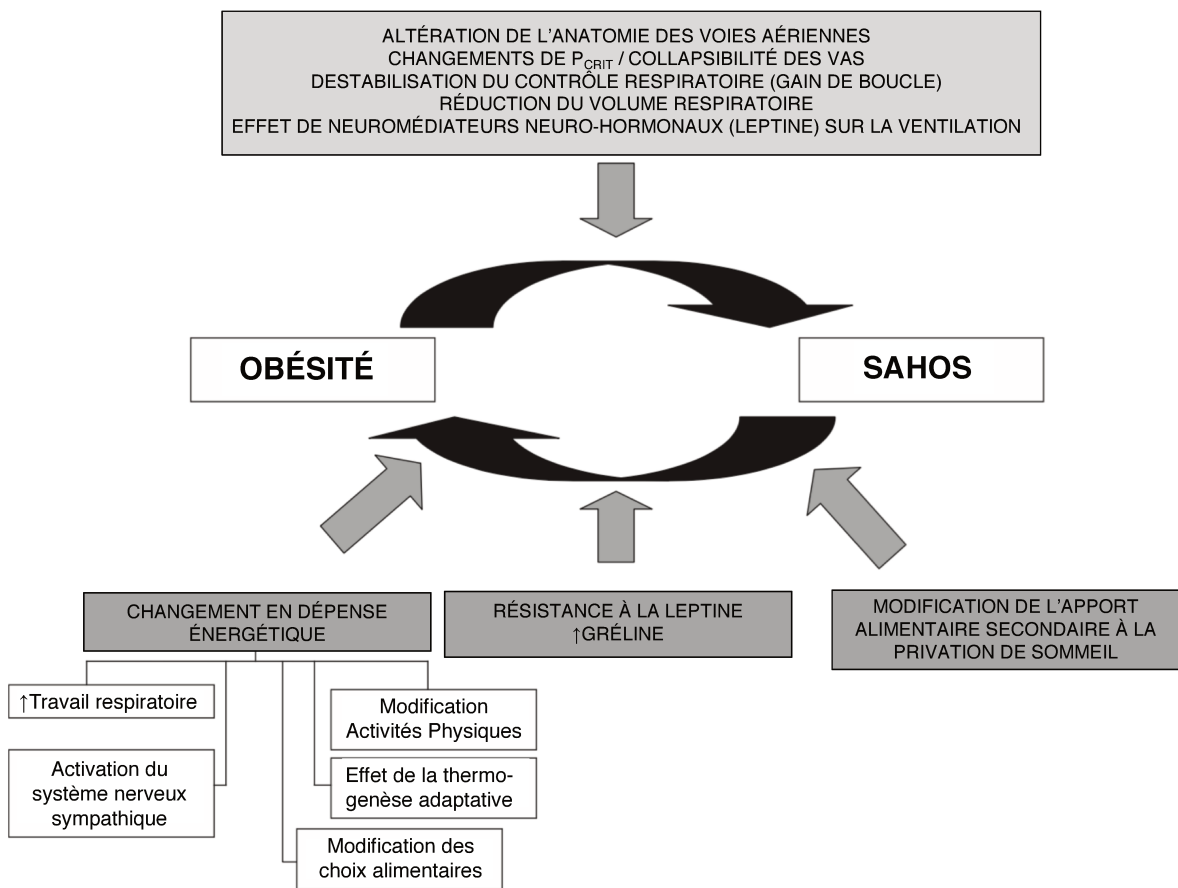 ALTÉRATION DE L'ANATOMIE DES VOIES AÉRIENNES
CHANGEMENTS DE PCRIT / COLLAPSIBILITÉ DES VAS
DESTABILISATION DU CONTRÔLE RESPIRATOIRE (GAIN DE BOUCLE)
RÉDUCTION DU VOLUME RESPIRATOIRE
EFFET DE NEUROMÉDIATEURS NEURO-HORMONAUX (LEPTINE) SUR LA VENTILATION
OBÉSITÉ
SAHOS
CHANGEMENT EN DÉPENSE
ÉNERGÉTIQUE
RÉSISTANCE À LA LEPTINE
↑GRÉLINE
MODIFICATION DE L'APPORT
ALIMENTAIRE SECONDAIRE À LA
PRIVATION DE SOMMEIL
↑Travail respiratoire
Activation du
système nerveux
sympathique
Modification
Activités Physiques
Effet de la thermo-
genèse adaptative
Modification des
choix alimentaires